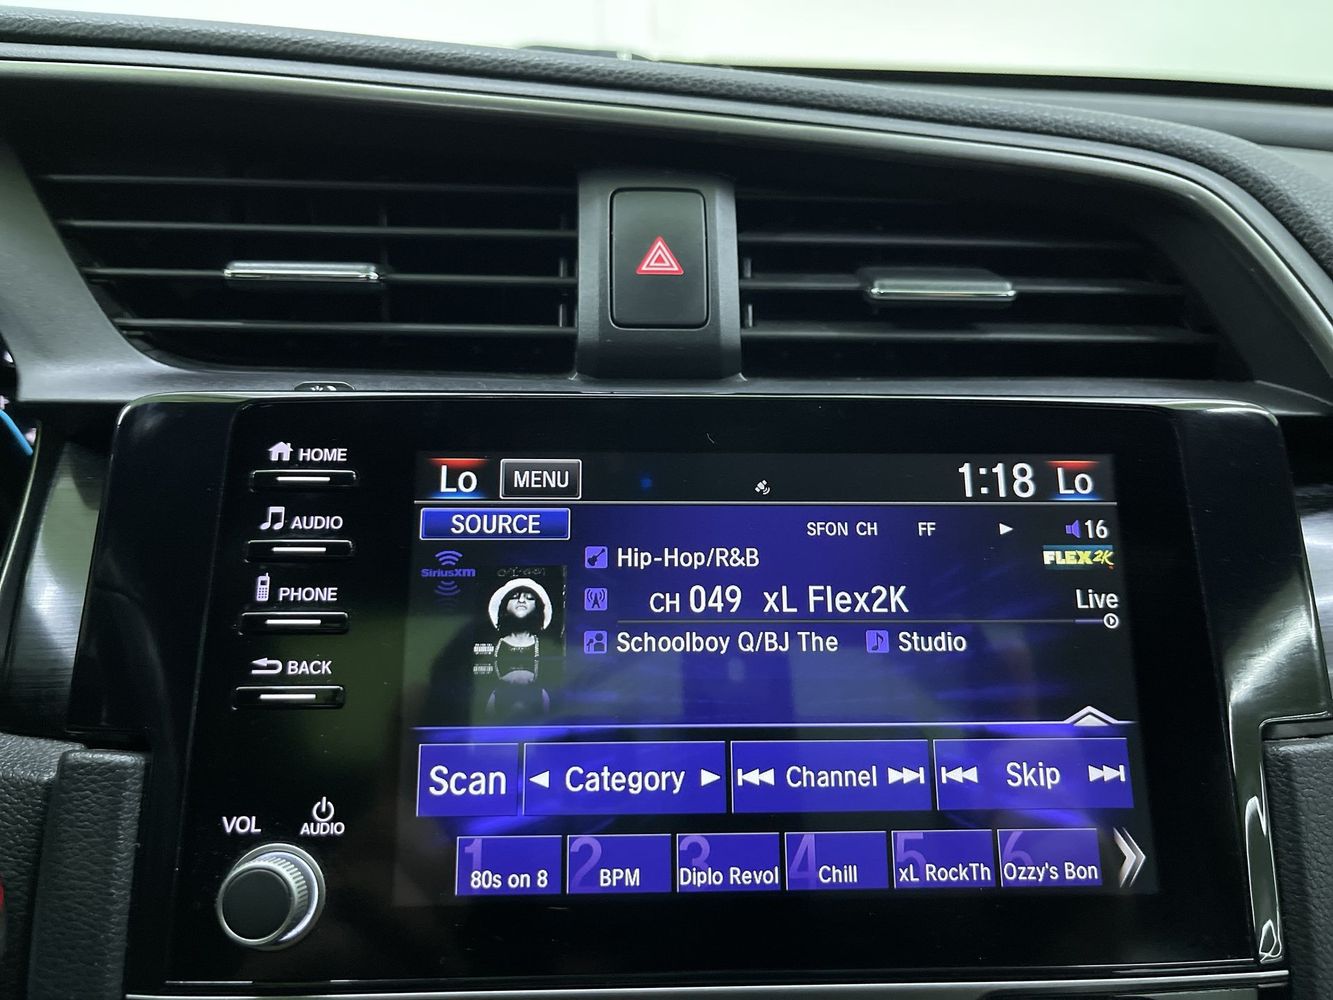 HOME
AUDIO
PHONE
BACK
VOL
AUDIO
Lo MENU 1:18 Lo
SOURCE SFON CH FF 16
SiriusXM Hip-Hop/R&B FLEX2K
CH 049 xL Flex2K Live
Schoolboy Q/BJ The Studio
Scan Category Channel Skip
1 80s on 8 2 BPM 3 Diplo Revol 4 Chill 5 xL RockTh 6 Ozzy's Bon